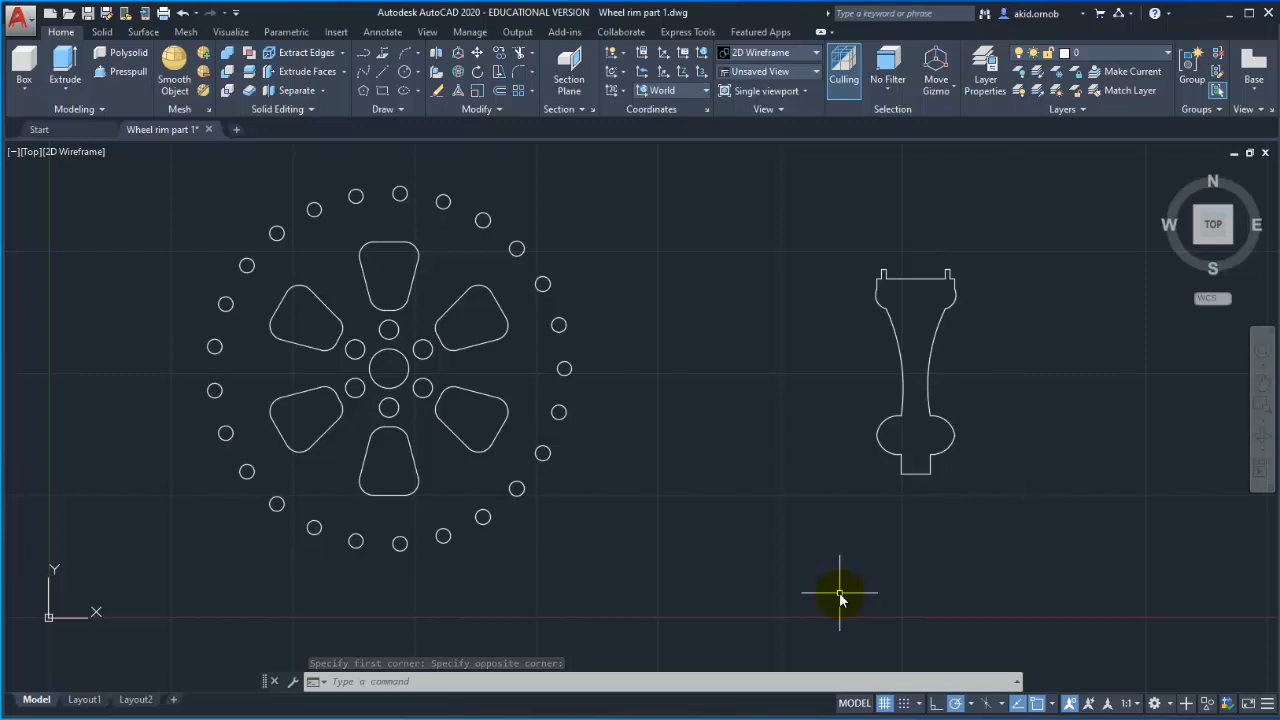 Autodesk AutoCAD 2020 - EDUCATIONAL VERSION Wheel rim part 1.dwg
Type a keyword or phrase
akid.ornob
Home Solid Surface Mesh Visualize Parametric Insert Annotate View Manage Output Add-ins Collaborate Express Tools Featured Apps
Box
Extrude
Polysolid
Presspull
Modeling
Smooth
Object
Mesh
Extrude Edges
Extrude Faces
Separate
Solid Editing
Draw
Modify
Section
Plane
Section
World
Coordinates
2D Wireframe
Unsaved View
Single viewport
View
Culling
No Filter
Move
Gizmo
Selection
Layer
Properties
0
Make Current
Match Layer
Layers
Group
Groups
Base
View
Start
Wheel rim part 1*
[−][Top][2D Wireframe]
N
W
TOP
E
S
WCS
Y
X
Specify first corner: Specify opposite corner:
Type a command
Model Layout1 Layout2 +
MODEL
1:1